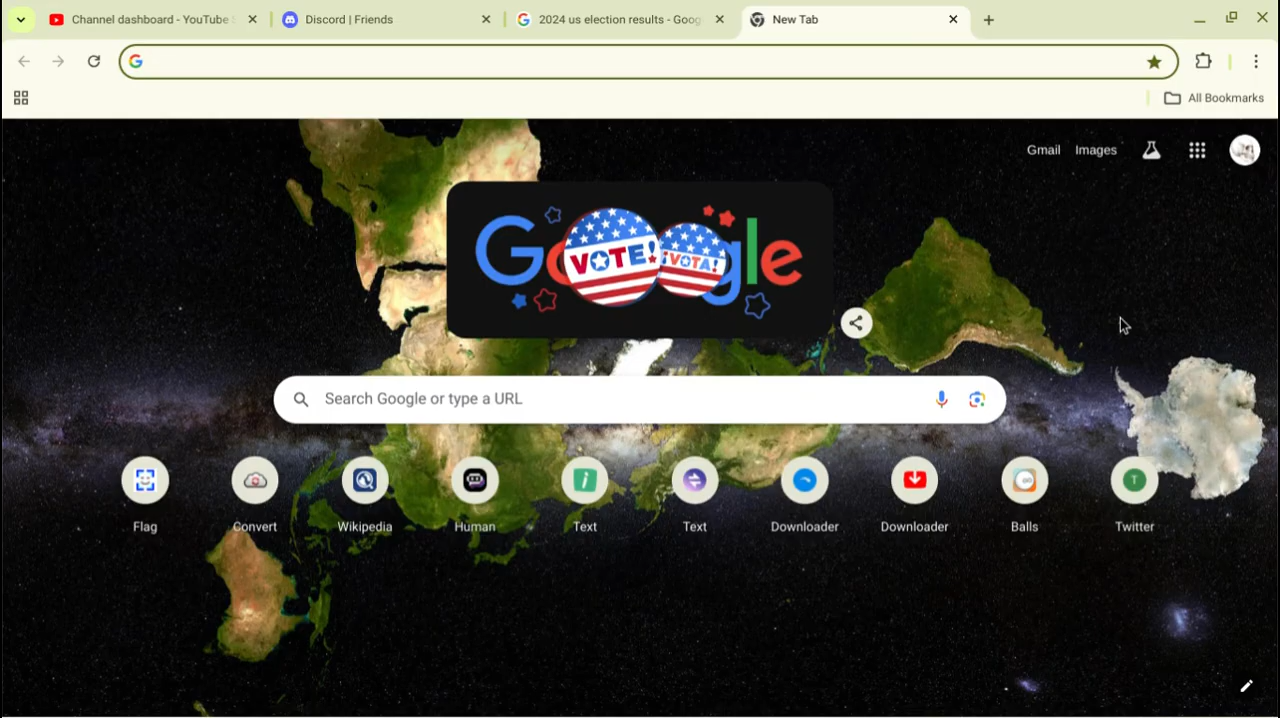 Channel dashboard - YouTube
Discord | Friends
2024 us election results - Goog
New Tab
All Bookmarks
Gmail
Images
Google
VOTE!
¡VOTA!
Search Google or type a URL
Flag
Convert
Wikipedia
Human
Text
Text
Downloader
Downloader
Balls
T
Twitter